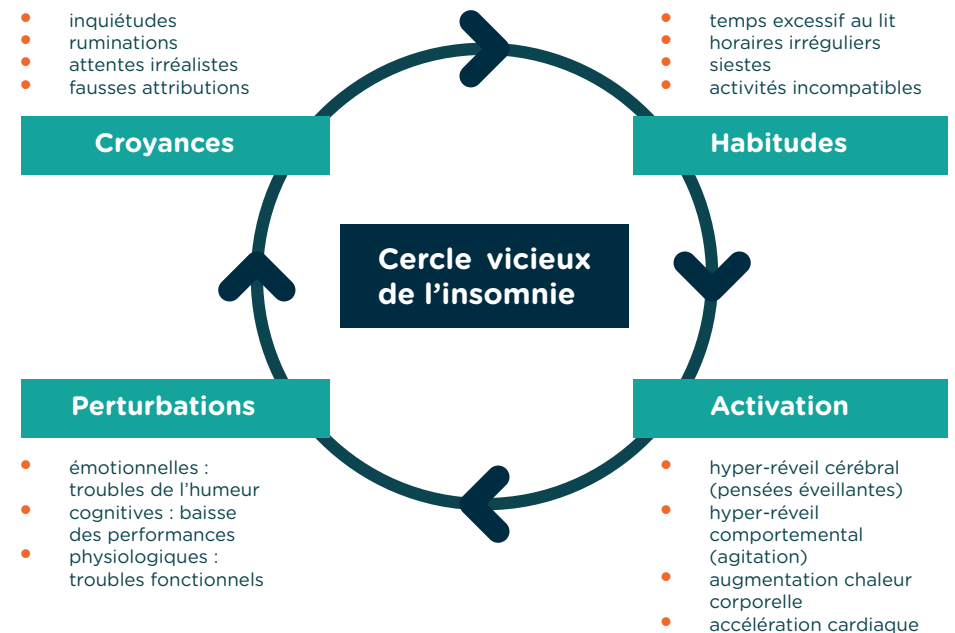 • inquiétudes
• ruminations
• attentes irréalistes
• fausses attributions
Croyances
• temps excessif au lit
• horaires irréguliers
• siestes
• activités incompatibles
Habitudes
Cercle vicieux
de l’insomnie
Perturbations
• émotionnelles :
troubles de l’humeur
• cognitives : baisse
des performances
• physiologiques :
troubles fonctionnels
Activation
• hyper-réveil cérébral
(pensées éveillantes)
• hyper-réveil
comportemental
(agitation)
• augmentation chaleur
corporelle
• accélération cardiaque